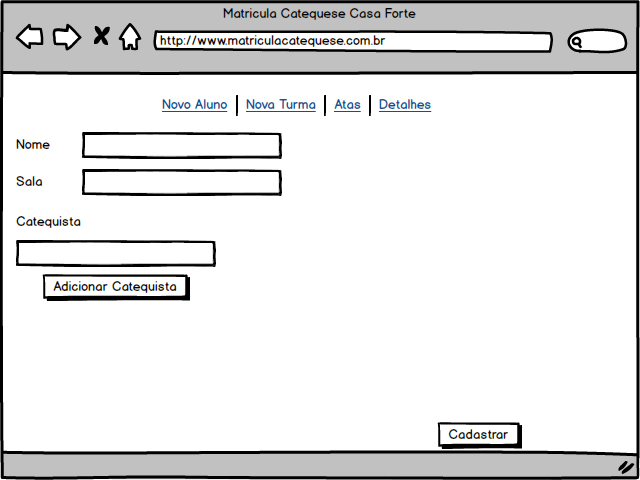 Matricula Catequese Casa Forte
http://www.matriculacatequese.com.br
Novo Aluno | Nova Turma | Atas | Detalhes
Nome
Sala
Catequista
Adicionar Catequista
Cadastrar